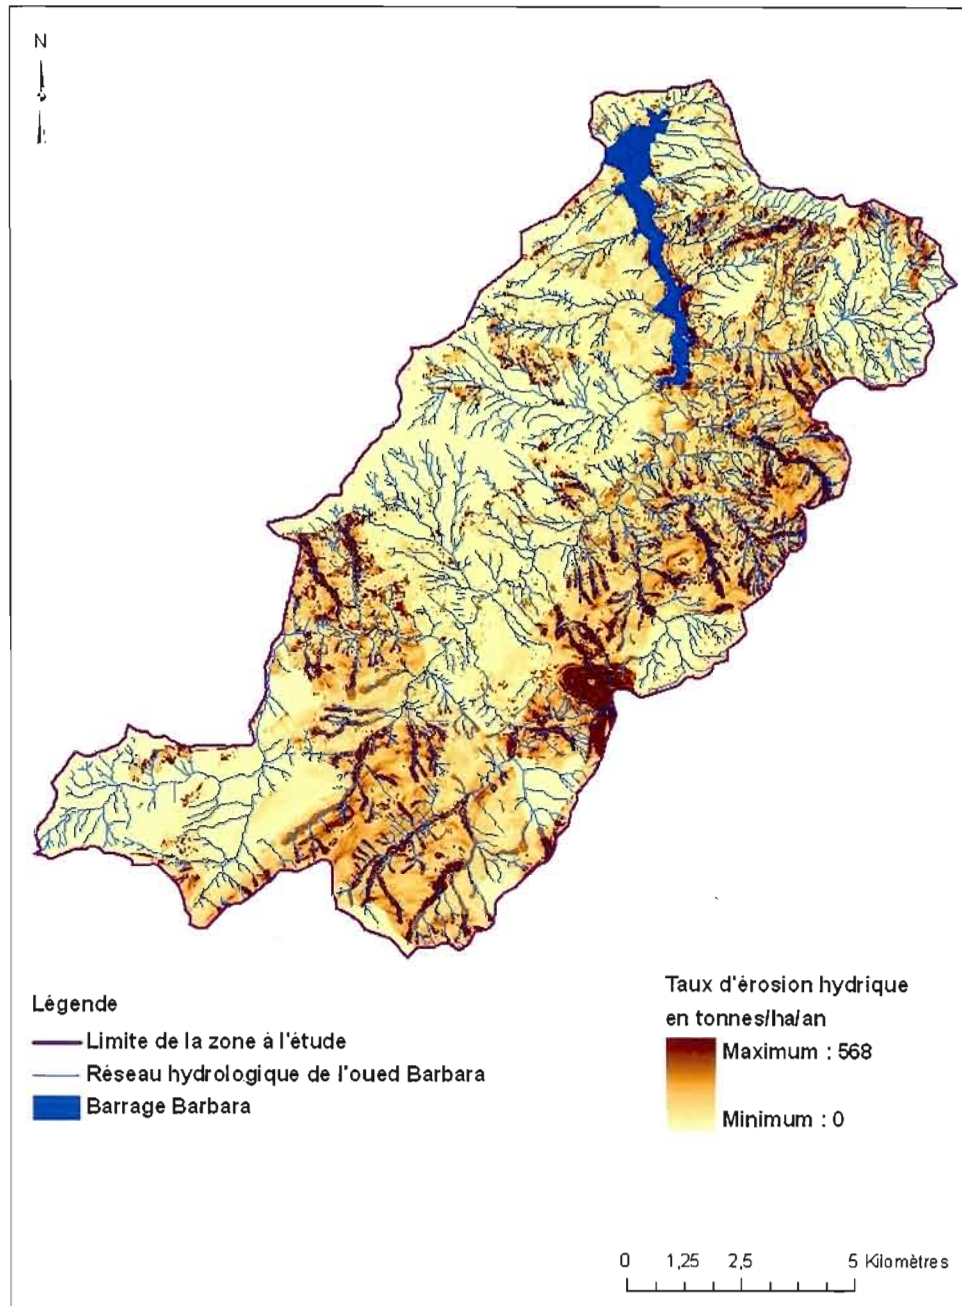 N
Légende
Limite de la zone à l'étude
Réseau hydrologique de l'oued Barbara
Barrage Barbara
Taux d'érosion hydrique
en tonnes/ha/an
Maximum : 568
Minimum : 0
0 1,25 2,5 5 Kilomètres